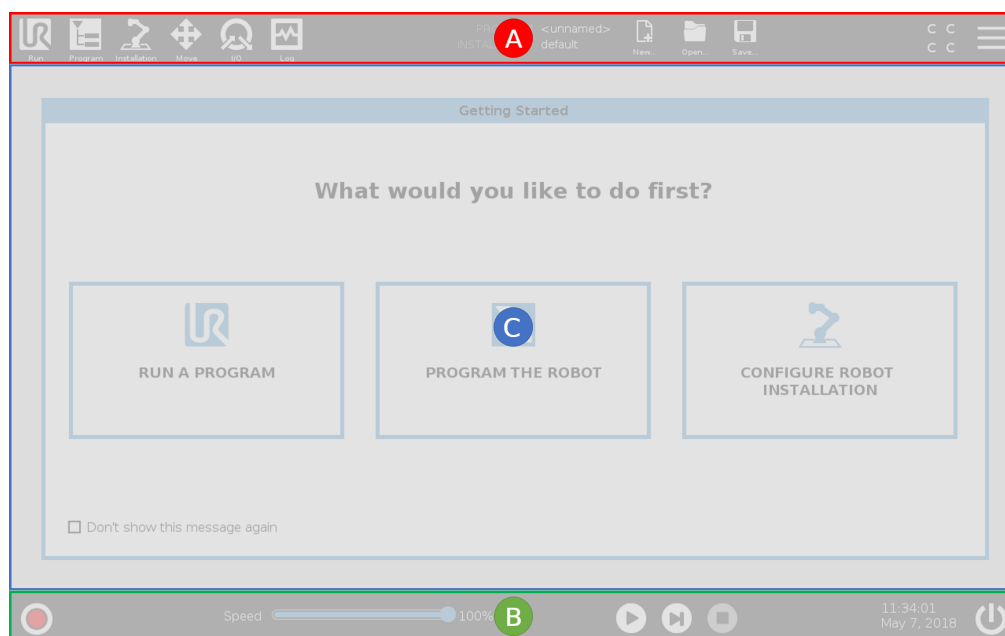 <unnamed>
A
default
New...
Open...
Save...
C C
C C
Run
Program
Installation
Move
I/O
Log
Getting Started
What would you like to do first?
RUN A PROGRAM
C
PROGRAM THE ROBOT
CONFIGURE ROBOT
INSTALLATION
Don't show this message again
Speed
100%
B
11:34:01
May 7, 2018